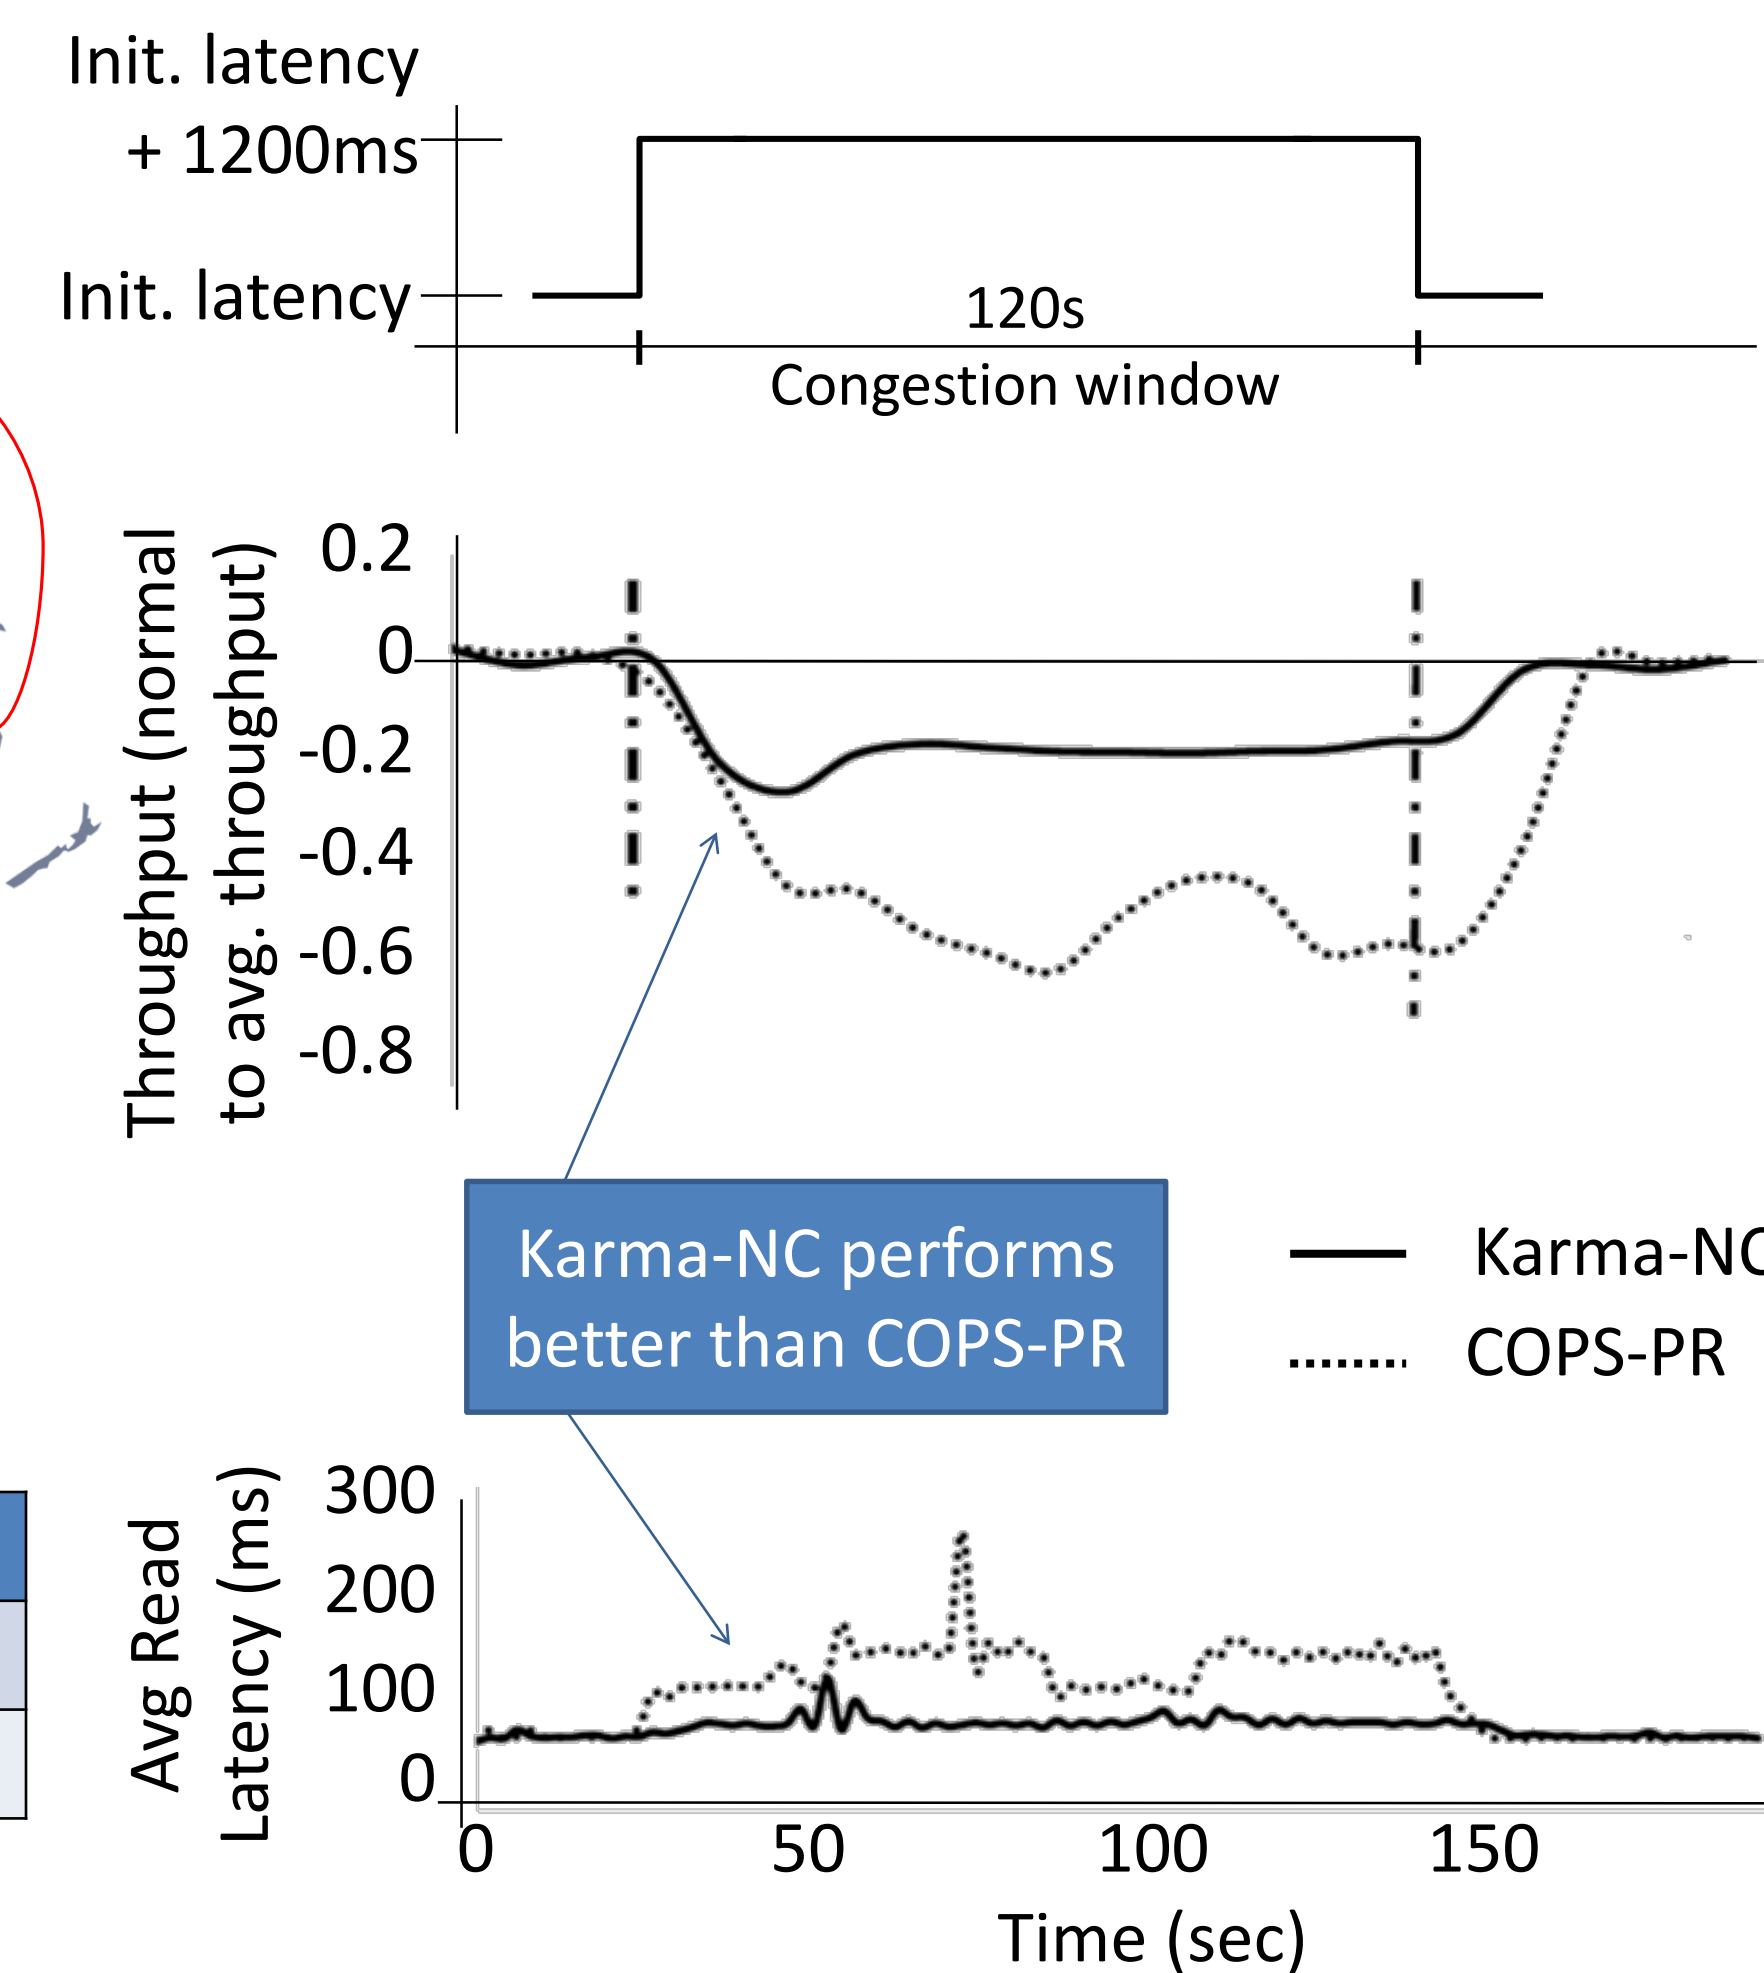 Init. latency
+ 1200ms
Init. latency
120s
Congestion window
Throughput (normal
to avg. throughput)
0.2
0
-0.2
-0.4
-0.6
-0.8
Karma-NC performs
better than COPS-PR
Karma-NC
COPS-PR
Avg Read
Latency (ms)
300
200
100
0
0 50 100 150
Time (sec)